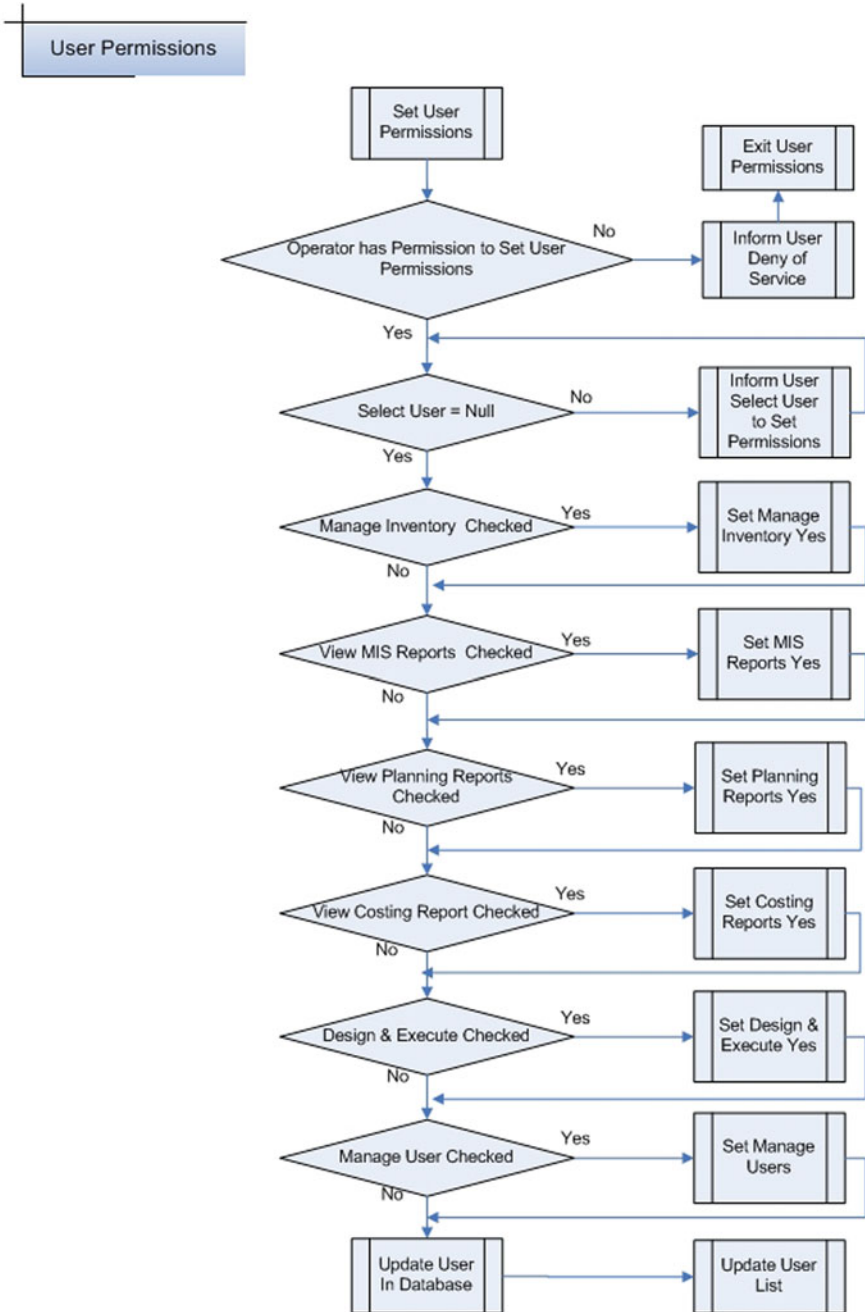 User Permissions
Set User
Permissions
Exit User
Permissions
Operator has Permission to Set User
Permissions
No
Inform User
Deny of
Service
Yes
Select User = Null
No
Inform User
Select User
to Set
Permissions
Yes
Manage Inventory Checked
Yes
Set Manage
Inventory Yes
No
View MIS Reports Checked
Yes
Set MIS
Reports Yes
No
View Planning Reports
Checked
Yes
Set Planning
Reports Yes
No
View Costing Report Checked
Yes
Set Costing
Reports Yes
No
Design & Execute Checked
Yes
Set Design &
Execute Yes
No
Manage User Checked
Yes
Set Manage
Users
No
Update User
In Database
Update User
List